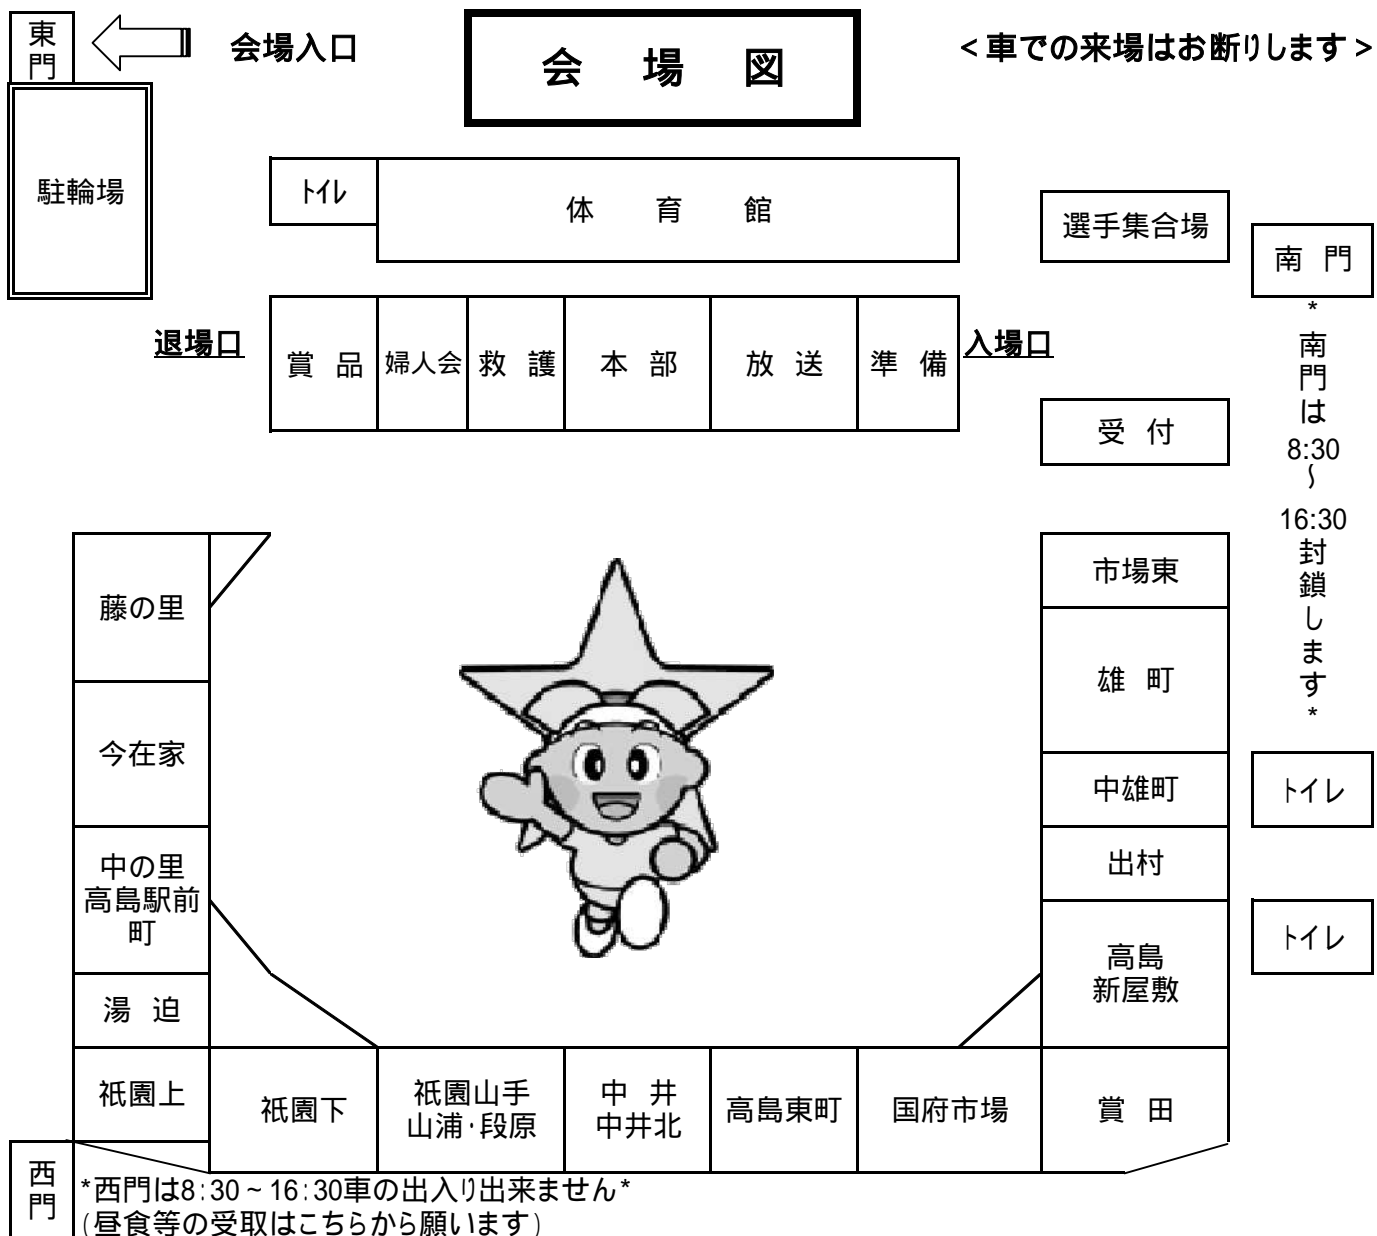 東門
会場入口
会 場 図
<車での来場はお断りします>
駐輪場
ﾄｲﾚ
体 育 館
選手集合場
南 門
退場口
賞 品
婦人会
救 護
本 部
放 送
準 備
入場口
受 付
*南門は8:30～16:30封鎖します*
藤の里
今在家
中の里
高島駅前
町
湯 迫
祇園上
市場東
雄 町
中雄町
出村
高島
新屋敷
トイレ
トイレ
祇園下
祇園山手
山浦･段原
中 井
中井北
高島東町
国府市場
賞 田
西門
*西門は8:30~16:30車の出入り出来ません*
(昼食等の受取はこちらから願います)